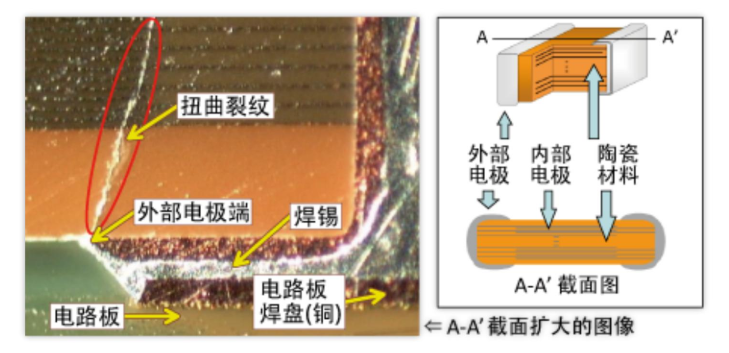 扭曲裂纹
外部电极端
焊锡
电路板
焊盘(铜)
电路板
A
A’
外部
电极
内部
电极
陶瓷
材料
A-A’ 截面图
⇐ A-A’ 截面扩大的图像